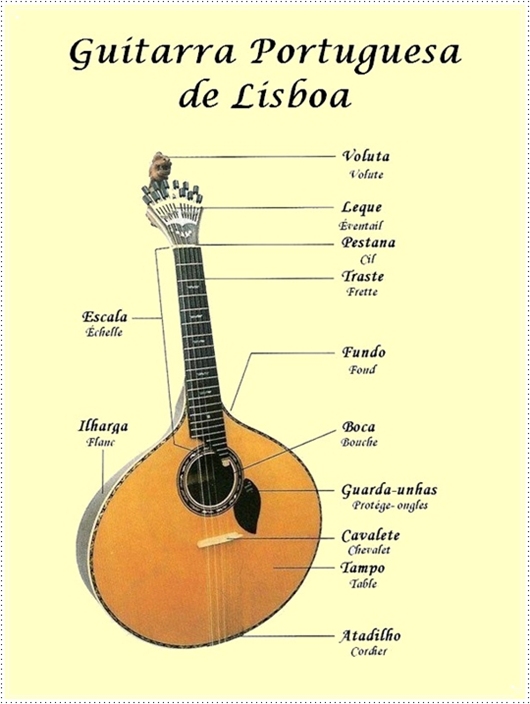 Guitarra Portuguesa
de Lisboa
Voluta
Volute
Leque
Éventail
Pestana
Cil
Traste
Frette
Escala
Échelle
Fundo
Fond
Ilharga
Flanc
Boca
Bouche
Guarda-unhas
Protége-ongles
Cavalete
Chevalet
Tampo
Table
Atadilho
Cordier